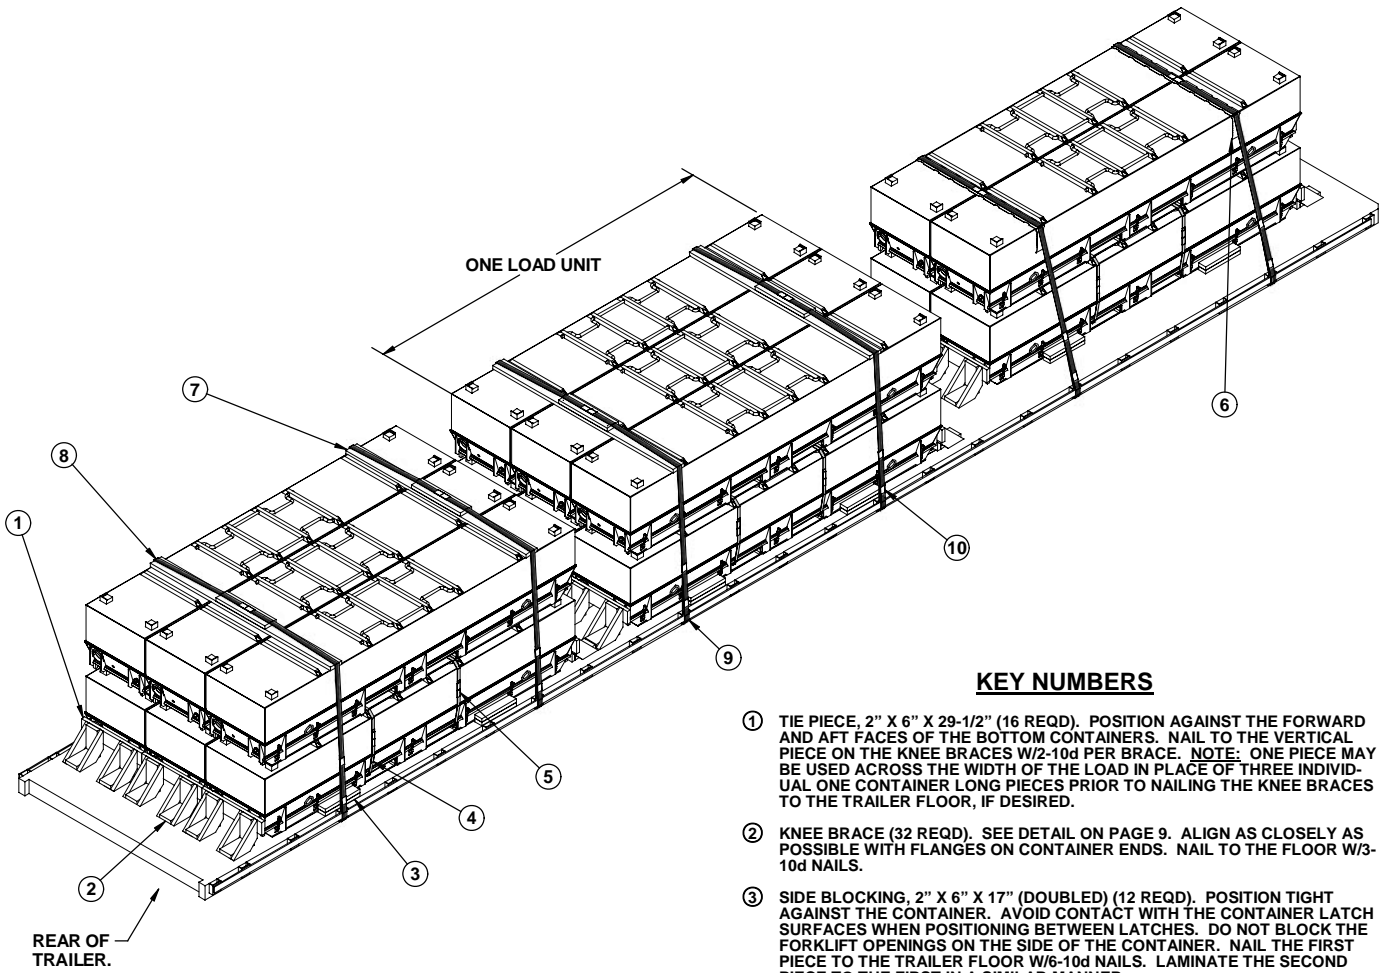 ONE LOAD UNIT
7
8
1
6
10
9
5
4
3
2
REAR OF
TRAILER.
KEY NUMBERS
① TIE PIECE, 2” X 6” X 29-1/2” (16 REQD). POSITION AGAINST THE FORWARD
AND AFT FACES OF THE BOTTOM CONTAINERS. NAIL TO THE VERTICAL
PIECE ON THE KNEE BRACES W/2-10d PER BRACE. NOTE: ONE PIECE MAY
BE USED ACROSS THE WIDTH OF THE LOAD IN PLACE OF THREE INDIVID-
UAL ONE CONTAINER LONG PIECES PRIOR TO NAILING THE KNEE BRACES
TO THE TRAILER FLOOR, IF DESIRED.
② KNEE BRACE (32 REQD). SEE DETAIL ON PAGE 9. ALIGN AS CLOSELY AS
POSSIBLE WITH FLANGES ON CONTAINER ENDS. NAIL TO THE FLOOR W/3-
10d NAILS.
③ SIDE BLOCKING, 2” X 6” X 17” (DOUBLED) (12 REQD). POSITION TIGHT
AGAINST THE CONTAINER. AVOID CONTACT WITH THE CONTAINER LATCH
SURFACES WHEN POSITIONING BETWEEN LATCHES. DO NOT BLOCK THE
FORKLIFT OPENINGS ON THE SIDE OF THE CONTAINER. NAIL THE FIRST
PIECE TO THE TRAILER FLOOR W/6-10d NAILS. LAMINATE THE SECOND
PIECE TO THE FIRST IN A SIMILAR MANNER.